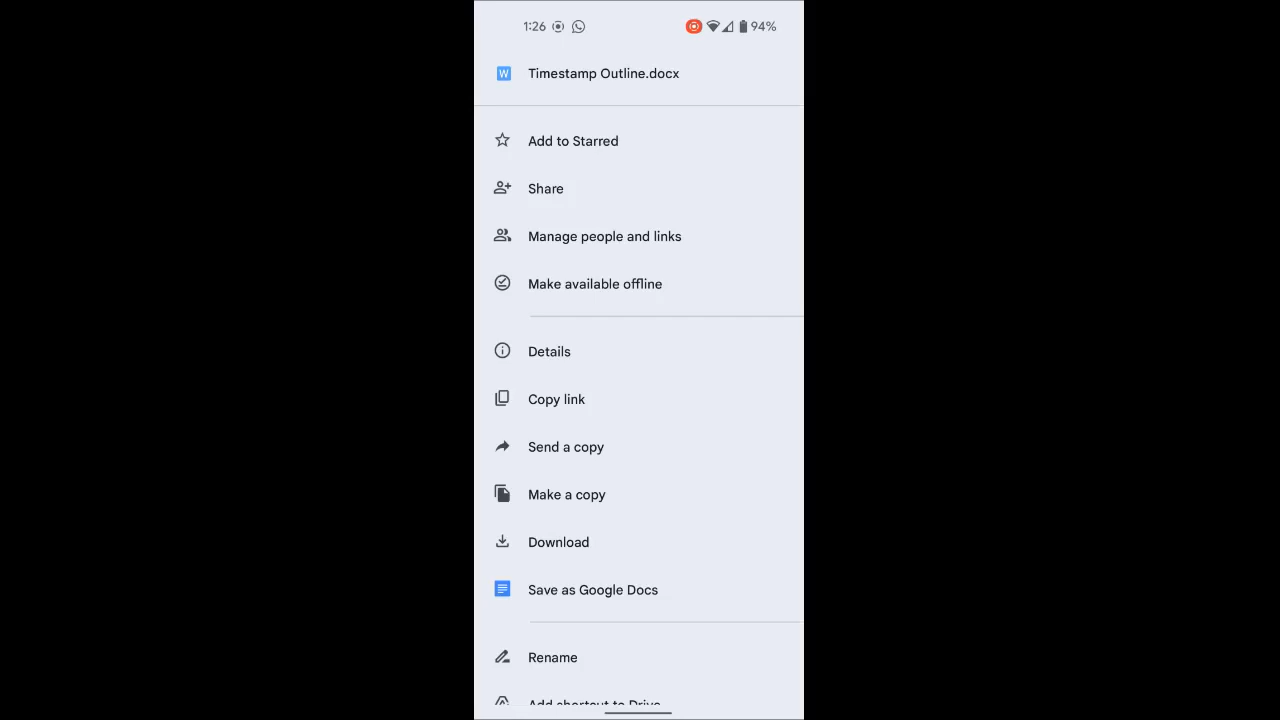 1:26 94%
W Timestamp Outline.docx
Add to Starred
Share
Manage people and links
Make available offline
Details
Copy link
Send a copy
Make a copy
Download
Save as Google Docs
Rename
Add shortcut to Drive